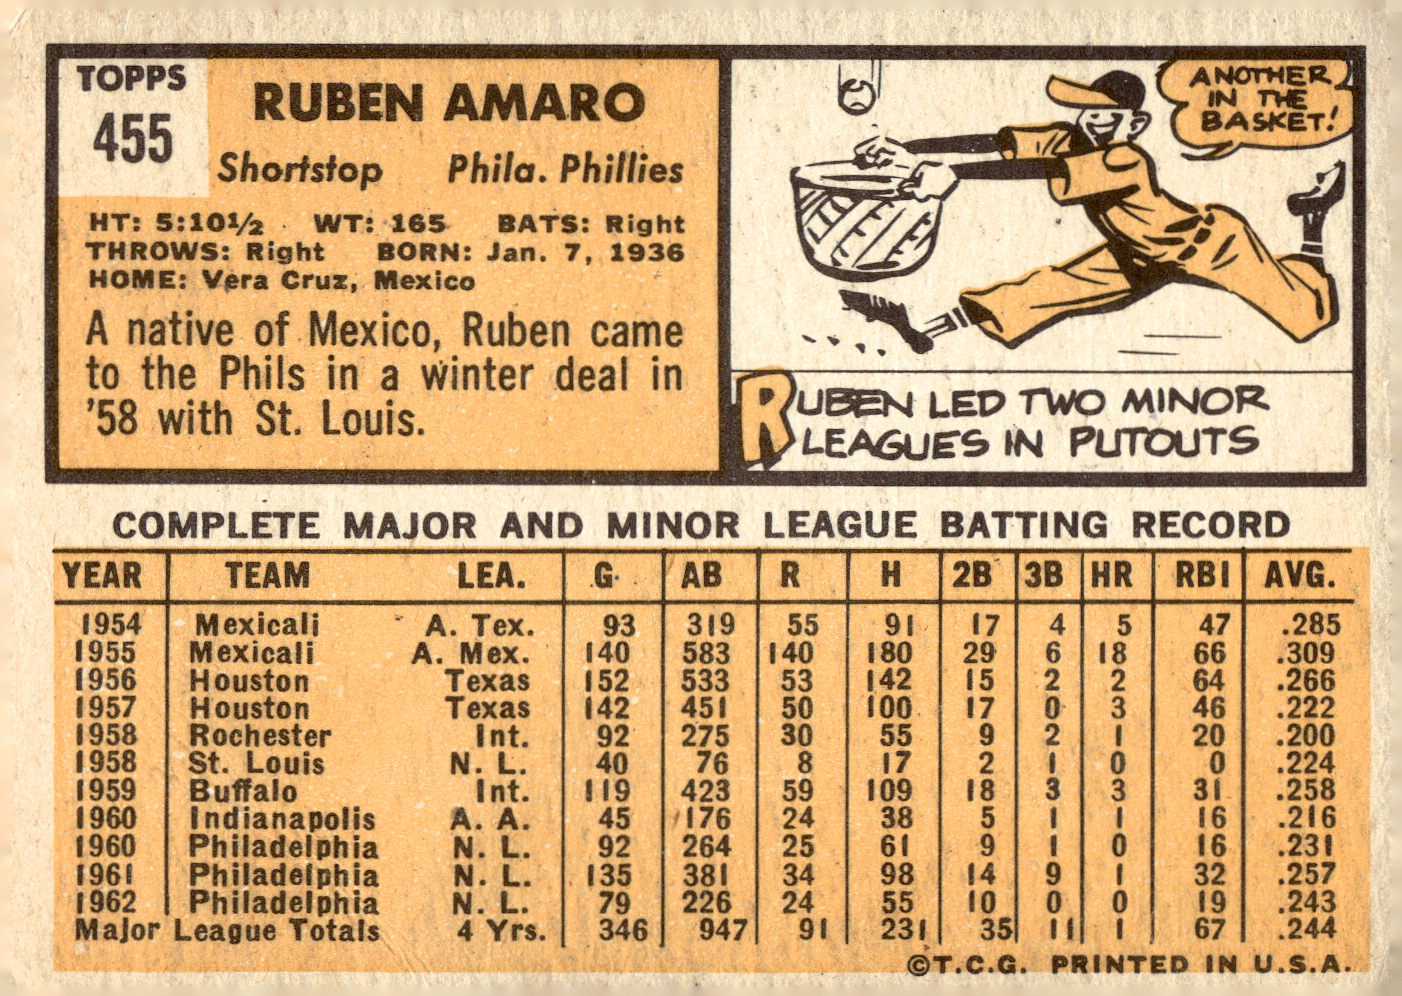 TOPPS
455
RUBEN AMARO
Shortstop Phila. Phillies
HT: 5:10½ WT: 165 BATS: Right
THROWS: Right BORN: Jan. 7, 1936
HOME: Vera Cruz, Mexico
A native of Mexico, Ruben came
to the Phils in a winter deal in
'58 with St. Louis.
ANOTHER
IN THE
BASKET!
RUBEN LED TWO MINOR
LEAGUES IN PUTOUTS
COMPLETE MAJOR AND MINOR LEAGUE BATTING RECORD
YEAR TEAM LEA. G AB R H 2B 3B HR RBI AVG.
1954 Mexicali A. Tex. 93 319 55 91 17 4 5 47 .285
1955 Mexicali A. Mex. 140 583 140 180 29 6 18 66 .309
1956 Houston Texas 152 533 53 142 15 2 2 64 .266
1957 Houston Texas 142 451 50 100 17 0 3 46 .222
1958 Rochester Int. 92 275 30 55 9 2 1 20 .200
1958 St. Louis N. L. 40 76 8 17 2 1 0 0 .224
1959 Buffalo Int. 119 423 59 109 18 3 3 31 .258
1960 Indianapolis A. A. 45 176 24 38 5 1 1 16 .216
1960 Philadelphia N. L. 92 264 25 61 9 1 0 16 .231
1961 Philadelphia N. L. 135 381 34 98 14 9 1 32 .257
1962 Philadelphia N. L. 79 226 24 55 10 0 0 19 .243
Major League Totals 4 Yrs. 346 947 91 231 35 11 1 67 .244
©T.C.G. PRINTED IN U.S.A.